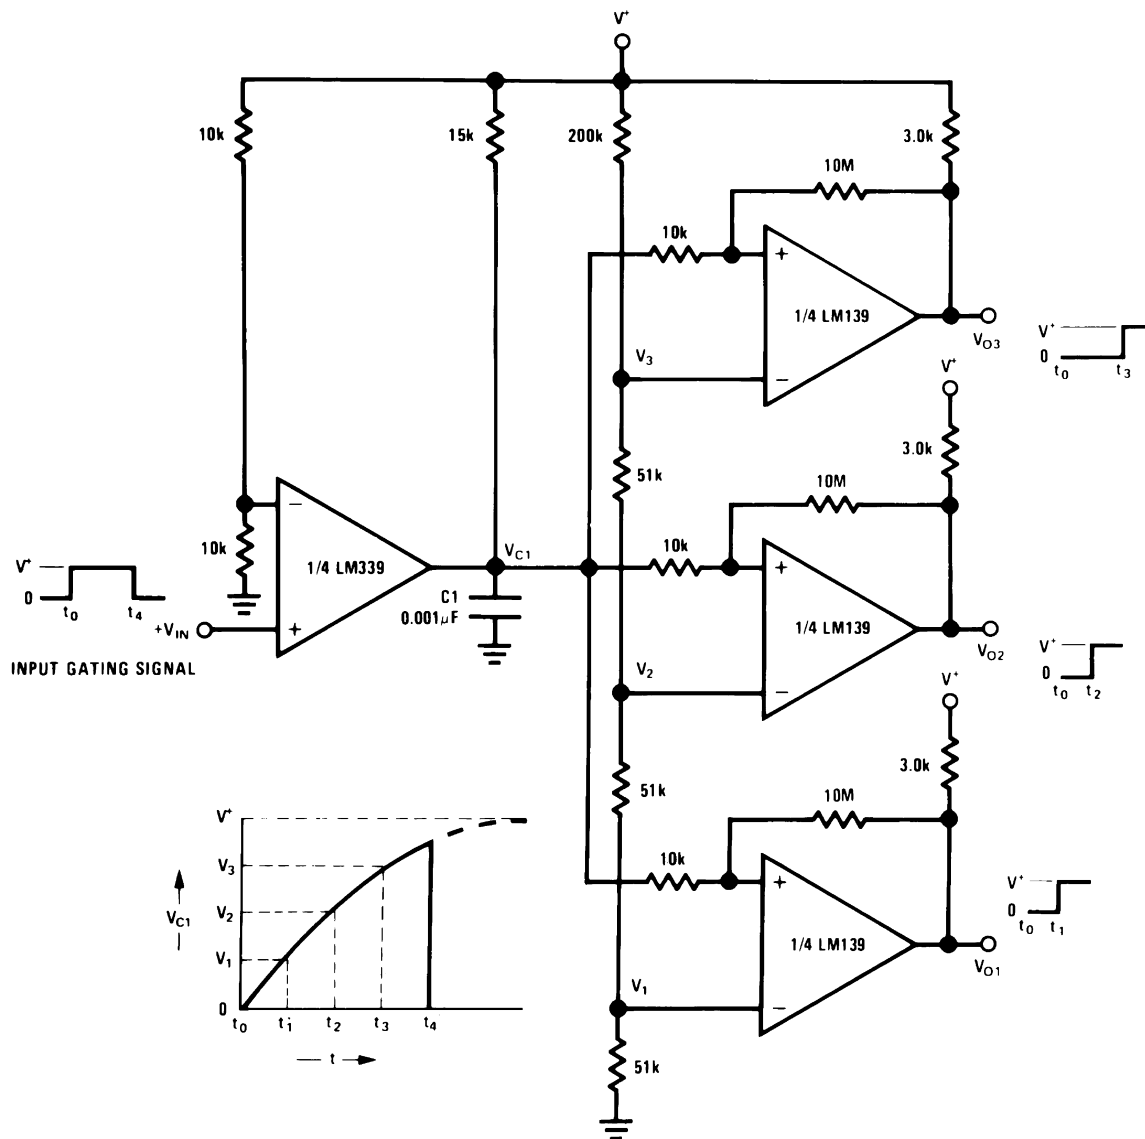 V+
10k
15k
200k
3.0k
10M
10k
+
1/4 LM139
−
V3
VO3
V+
0
t0 t3
V+
3.0k
51k
10M
10k
+
1/4 LM139
−
V2
VO2
V+
0
t0 t2
−
10k
1/4 LM339
VC1
C1
0.001μF
V+
0
t0 t4
+VIN
+
INPUT GATING SIGNAL
V+
3.0k
51k
10M
10k
+
1/4 LM139
−
V1
VO1
V+
0
t0 t1
51k
V+
V3
V2
V1
0
VC1
t0 t1 t2 t3 t4
t